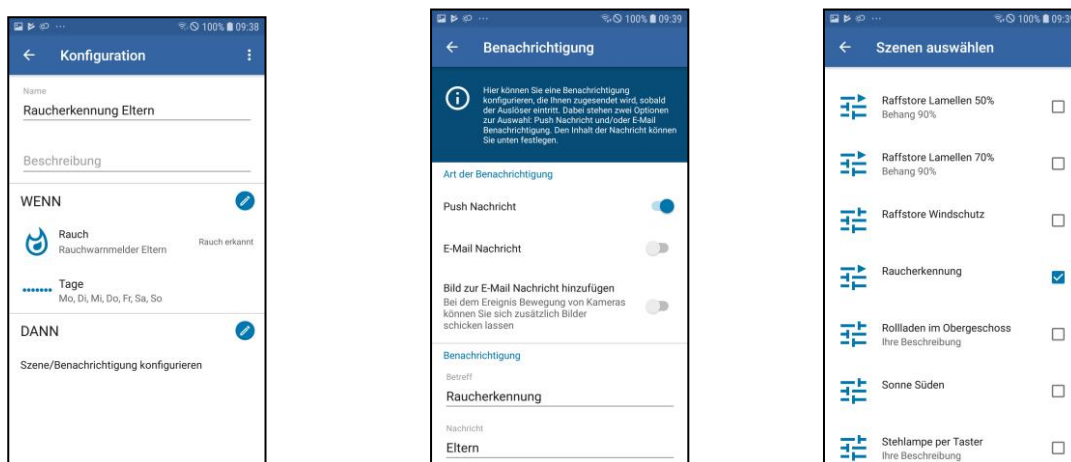 100% 09:38
Konfiguration
Name
Raucherkennung Eltern
Beschreibung
WENN
Rauch
Rauchwarnmelder Eltern
Rauch erkannt
Tage
Mo, Di, Mi, Do, Fr, Sa, So
DANN
Szene/Benachrichtigung konfigurieren
100% 09:39
Benachrichtigung
Hier können Sie eine Benachrichtigung
konfigurieren, die Ihnen zugesendet wird, sobald
der Auslöser eintritt. Dabei stehen zwei Optionen
zur Auswahl: Push Nachricht und/oder E-Mail
Benachrichtigung. Den Inhalt der Nachricht können
Sie unten festlegen.
Art der Benachrichtigung
Push Nachricht
E-Mail Nachricht
Bild zur E-Mail Nachricht hinzufügen
Bei dem Ereignis Bewegung von Kameras
können Sie sich zusätzlich Bilder
schicken lassen
Benachrichtigung
Betreff
Raucherkennung
Nachricht
Eltern
100% 09:39
Szenen auswählen
Raffstore Lamellen 50%
Behang 90%
Raffstore Lamellen 70%
Behang 90%
Raffstore Windschutz
Raucherkennung
Rollladen im Obergeschoss
Ihre Beschreibung
Sonne Süden
Stehlampe per Taster
Ihre Beschreibung